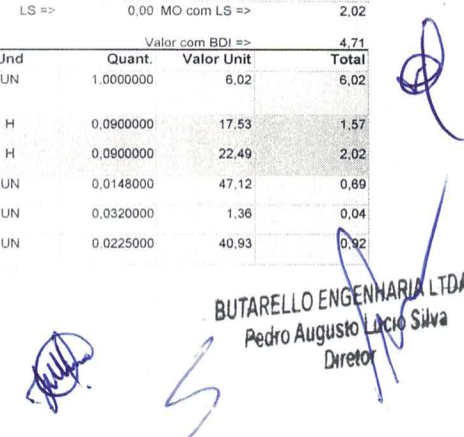 LS => 0,00 MO com LS => 2,02
Valor com BDI => 4,71
Und Quant. Valor Unit Total
UN 1,0000000 6,02 6,02
H 0,0900000 17,53 1,57
H 0,0900000 22,49 2,02
UN 0,0148000 47,12 0,69
UN 0,0320000 1,36 0,04
UN 0,0225000 40,93 0,92
BUTARELLO ENGENHARIA LTDA
Pedro Augusto Lúcio Silva
Diretor